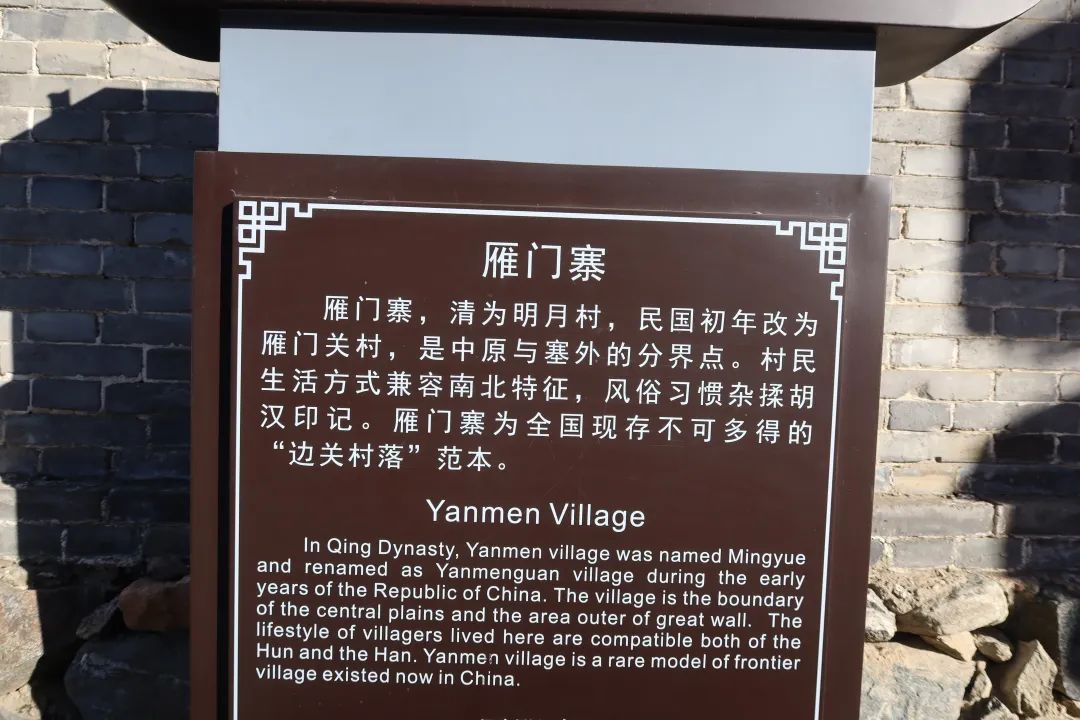 雁门寨
雁门寨，清为明月村，民国初年改为
雁门关村，是中原与塞外的分界点。村民
生活方式兼容南北特征，风俗习惯杂揉胡
汉印记。雁门寨为全国现存不可多得的
“边关村落”范本。
Yanmen Village
In Qing Dynasty, Yanmen village was named Mingyue
and renamed as Yanmenguan village during the early
years of the Republic of China. The village is the boundary
of the central plains and the area outer of great wall. The
lifestyle of villagers lived here are compatible both of the
Hun and the Han. Yanmen village is a rare model of frontier
village existed now in China.